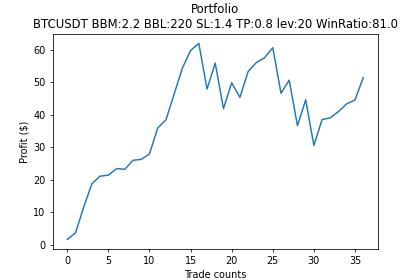 Portfolio
BTCUSDT BBM:2.2 BBL:220 SL:1.4 TP:0.8 lev:20 WinRatio:81.0
60
50
40
30
20
10
0
Profit ($)
0 5 10 15 20 25 30 35
Trade counts